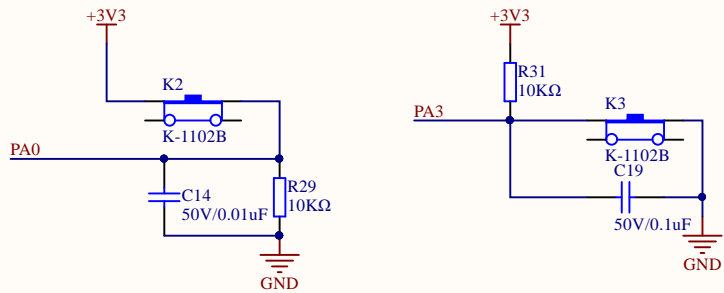 +3V3
K2
K-1102B
PA0
C14
50V/0.01uF
R29
10KΩ
GND
+3V3
R31
10KΩ
PA3
K3
K-1102B
C19
50V/0.1uF
GND